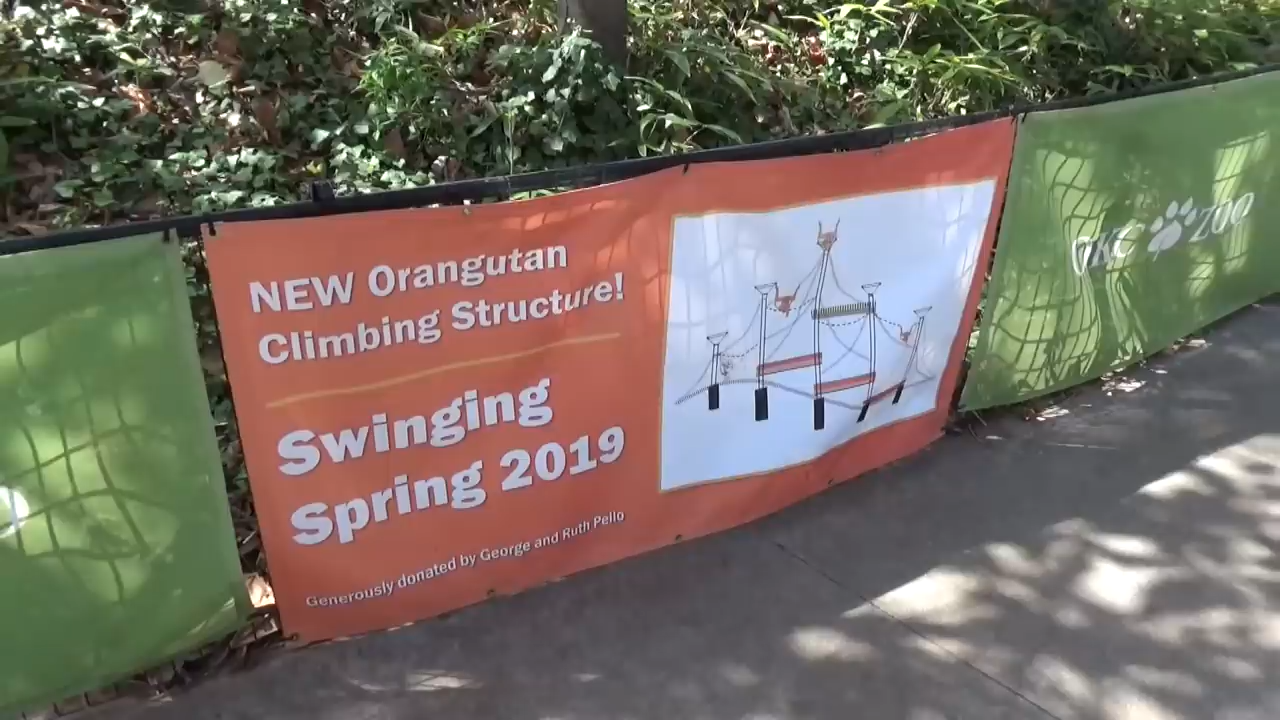 NEW Orangutan
Climbing Structure!
Swinging
Spring 2019
Generously donated by George and Ruth Pello
OKC ZOO